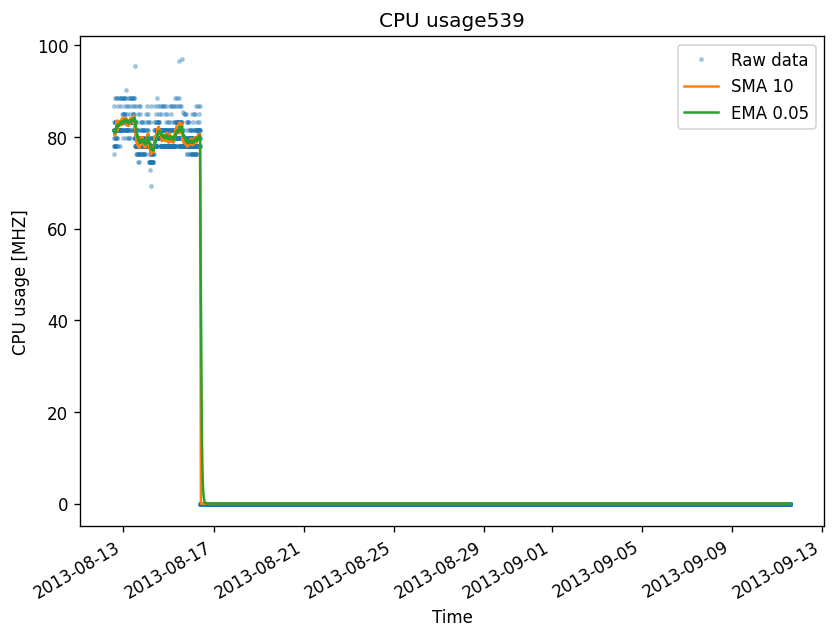 CPU usage539
100
80
60
40
20
0
CPU usage [MHZ]
Raw data
SMA 10
EMA 0.05
2013-08-13
2013-08-17
2013-08-21
2013-08-25
2013-08-29
2013-09-01
2013-09-05
2013-09-09
2013-09-13
Time